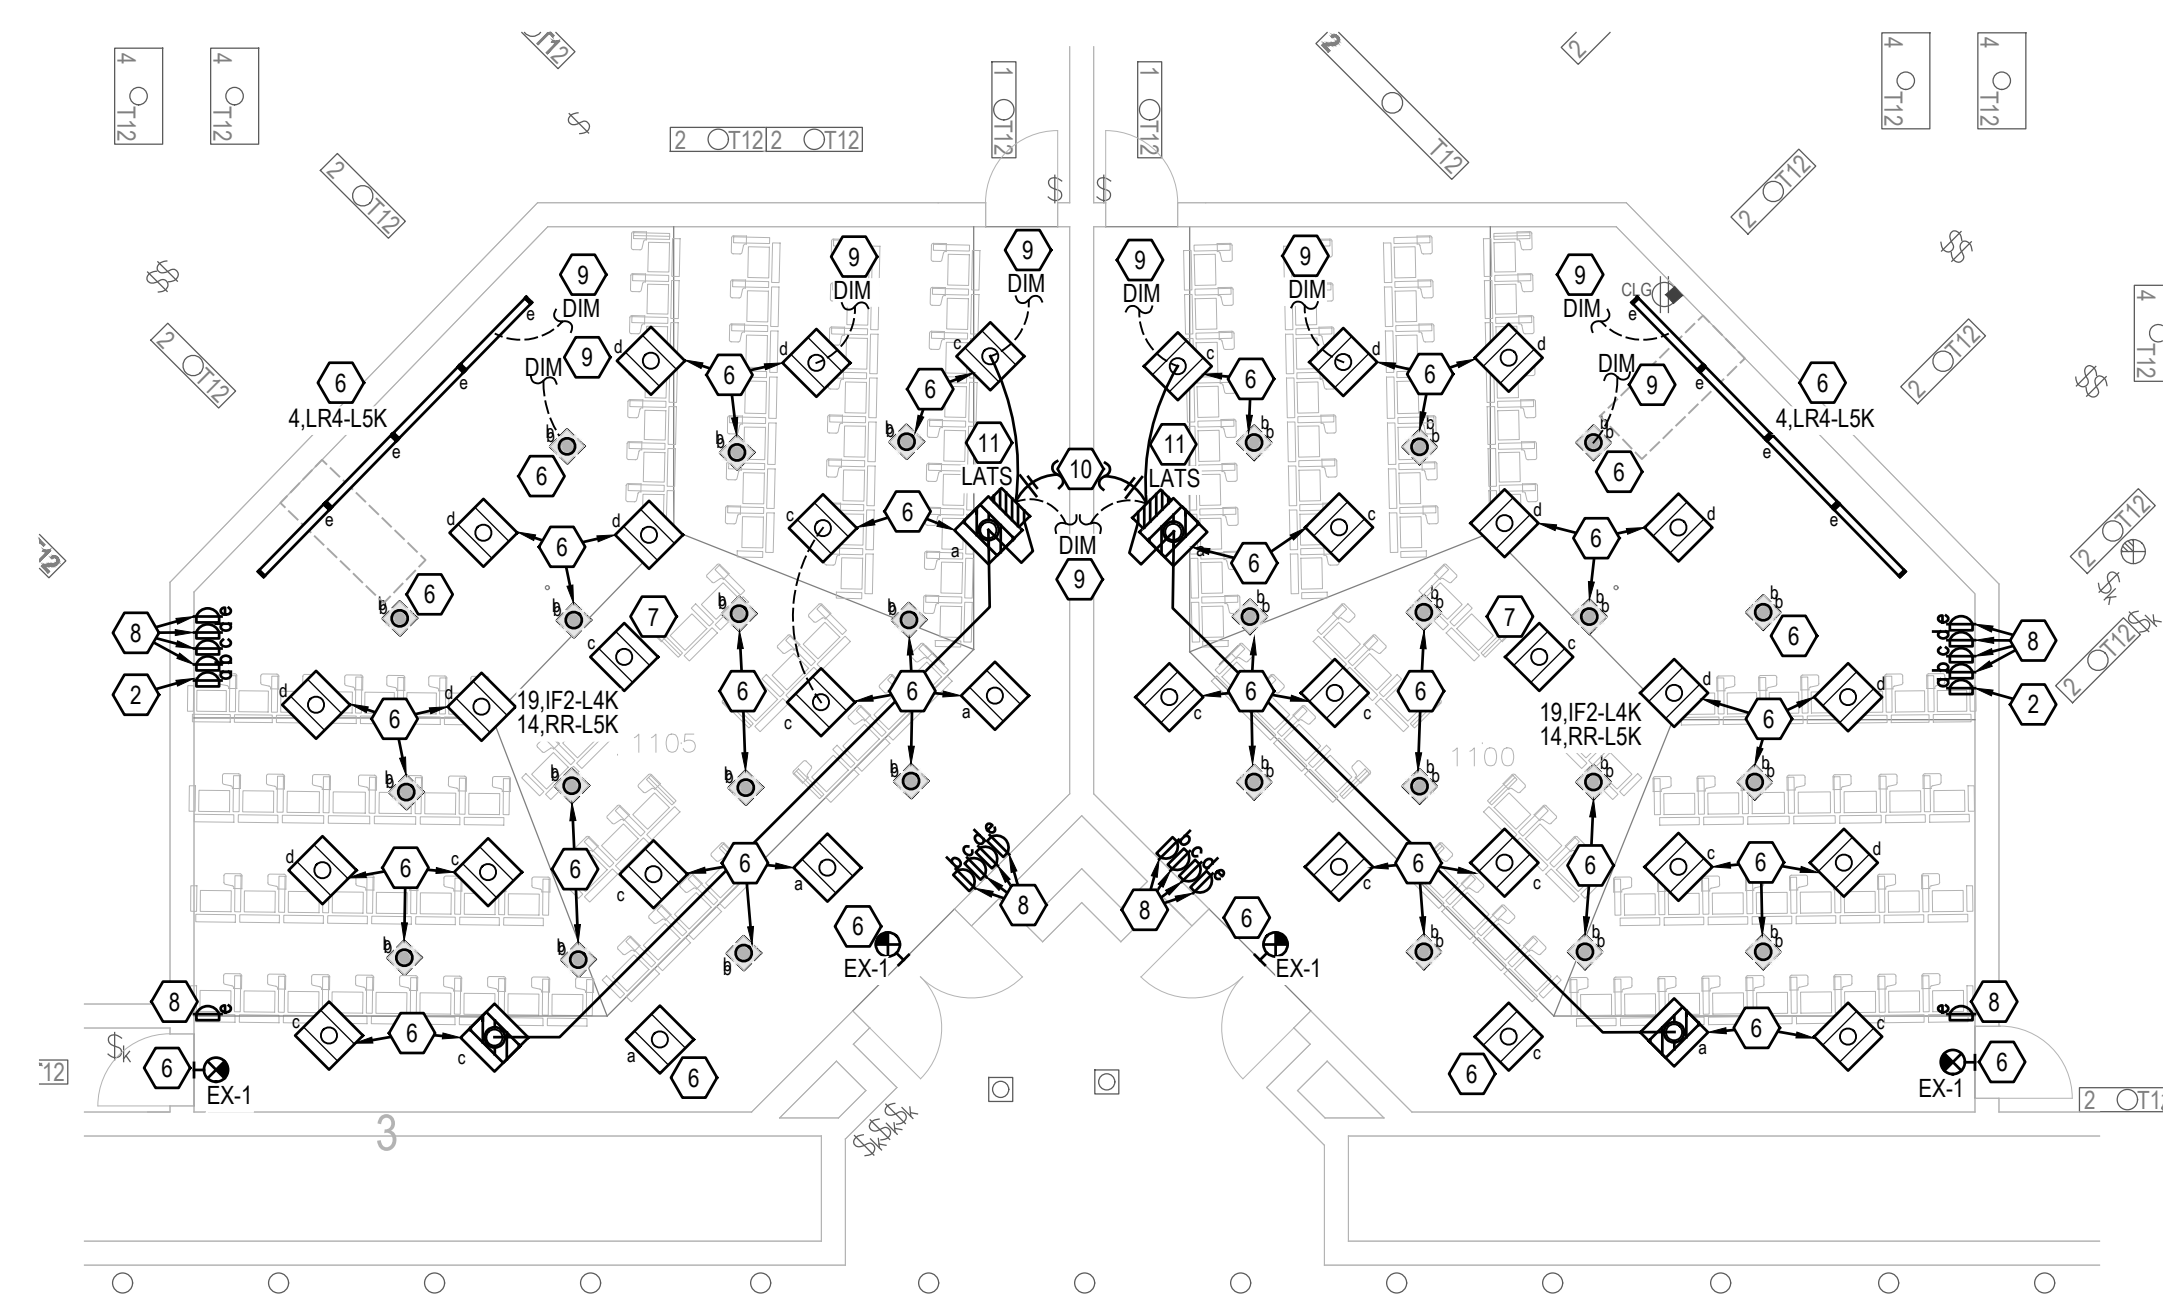 4 T12
4 T12
T12
$
2 T12
2 T12
1 T12
1 T12
2 T12
2
4 T12
4 T12
2 T12
2 T12
$
$
$$
$$
9
DIM
9
DIM
9
DIM
9
DIM
9
DIM
9
DIM
CLG
4
T12
2 T12
2 T12
$$
6
4,LR4-L5K
e
e
e
e
DIM
9
d
6
b
6
c
b
11
LATS
10
11
LATS
c
6
b
d
6
d
b
DIM
9
b
6
e
e
e
e
6
4,LR4-L5K
T12
d
6
d
b
c
6
a
DIM
9
a
6
d
6
b
2 T12
$k
2 T12
$k
8
a b c d e
2
b
6
7
c
b
b
b
b
7
c
b
6
a b c d e
8
2
d
6
d
b
19,IF2-L4K
14,RR-L5K
1105
6
c
6
a
b
c
6
c
b
6
19,IF2-L4K
14,RR-L5K
1100
d
6
d
b
d
6
c
b
6
b
b
c
6
a
b
b c d e
8
b c d e
8
c
6
c
b
6
b
b
c
6
d
b
6
EX-1
6
EX-1
8
e
e
8
c
6
c
a
6
c
6
a
6
c
$k
12
6
EX-1
EX-1
6
2 T12
3
$k$k$k